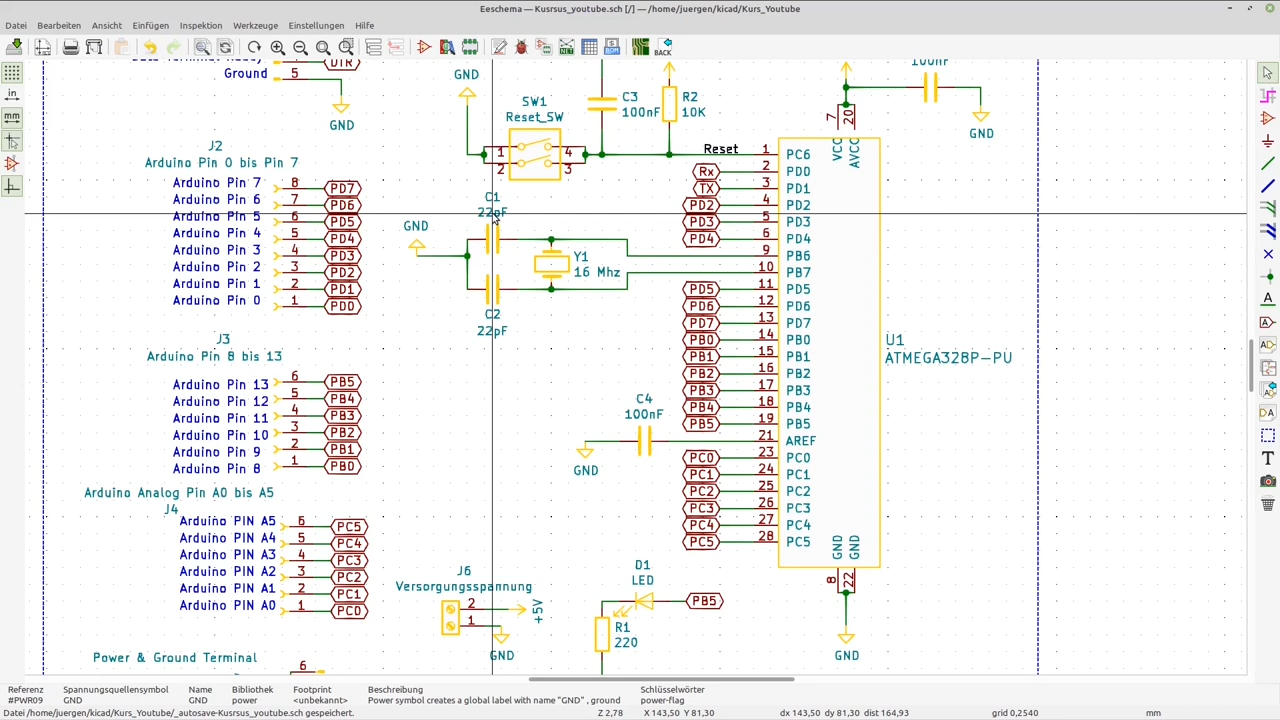 Eeschema — Kusrsus_youtube.sch [/] — /home/juergen/kicad/Kurs_Youtube
Datei Bearbeiten Ansicht Einfügen Inspektion Werkzeuge Einstellungen Hilfe
BOM
NET
BACK
in
mm
DTR
Ground 5
GND
J2
Arduino Pin 0 bis Pin 7
Arduino Pin 7 8 PD7
Arduino Pin 6 7 PD6
Arduino Pin 5 6 PD5
Arduino Pin 4 5 PD4
Arduino Pin 3 4 PD3
Arduino Pin 2 3 PD2
Arduino Pin 1 2 PD1
Arduino Pin 0 1 PD0
J3
Arduino Pin 8 bis 13
Arduino Pin 13 6 PB5
Arduino Pin 12 5 PB4
Arduino Pin 11 4 PB3
Arduino Pin 10 3 PB2
Arduino Pin 9 2 PB1
Arduino Pin 8 1 PB0
Arduino Analog Pin A0 bis A5
J4
Arduino PIN A5 6 PC5
Arduino PIN A4 5 PC4
Arduino PIN A3 4 PC3
Arduino PIN A2 3 PC2
Arduino PIN A1 2 PC1
Arduino PIN A0 1 PC0
Power & Ground Terminal
6
GND
SW1
Reset_SW
1 4
2 3
C3
100nF
R2
10K
Reset
C1
22pF
GND
Y1
16 Mhz
C2
22pF
C4
100nF
GND
J6
Versorgungsspannung
2 +5V
1
GND
D1
LED
PB5
R1
220
100nF
GND
7 20
VCC AVCC
1 PC6
Rx 2 PD0
TX 3 PD1
PD2 4 PD2
PD3 5 PD3
PD4 6 PD4
9 PB6
10 PB7
PD5 11 PD5
PD6 12 PD6
PD7 13 PD7
PB0 14 PB0
PB1 15 PB1
PB2 16 PB2
PB3 17 PB3
PB4 18 PB4
PB5 19 PB5
21 AREF
PC0 23 PC0
PC1 24 PC1
PC2 25 PC2
PC3 26 PC3
PC4 27 PC4
PC5 28 PC5
U1
ATMEGA328P-PU
GND GND
8 22
GND
Referenz Spannungsquellensymbol Name Bibliothek Footprint Beschreibung Schlüsselwörter
#PWR09 GND GND power <unbekannt> Power symbol creates a global label with name "GND" , ground power-flag
Datei /home/juergen/kicad/Kurs_Youtube/_autosave-Kusrsus_youtube.sch gespeichert. Z 2,78 X 143,50 Y 81,30 dx 143,50 dy 81,30 dist 164,93 grid 0,2540 mm